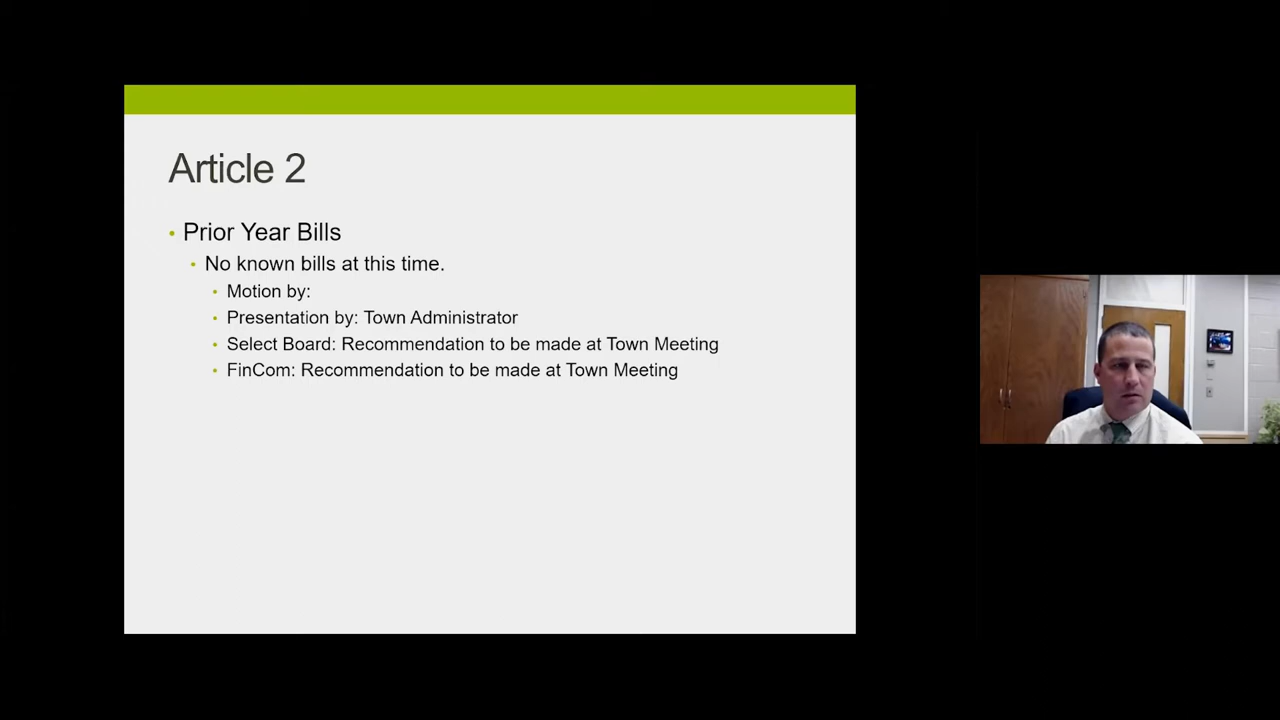 Article 2
• Prior Year Bills
• No known bills at this time.
• Motion by:
• Presentation by: Town Administrator
• Select Board: Recommendation to be made at Town Meeting
• FinCom: Recommendation to be made at Town Meeting